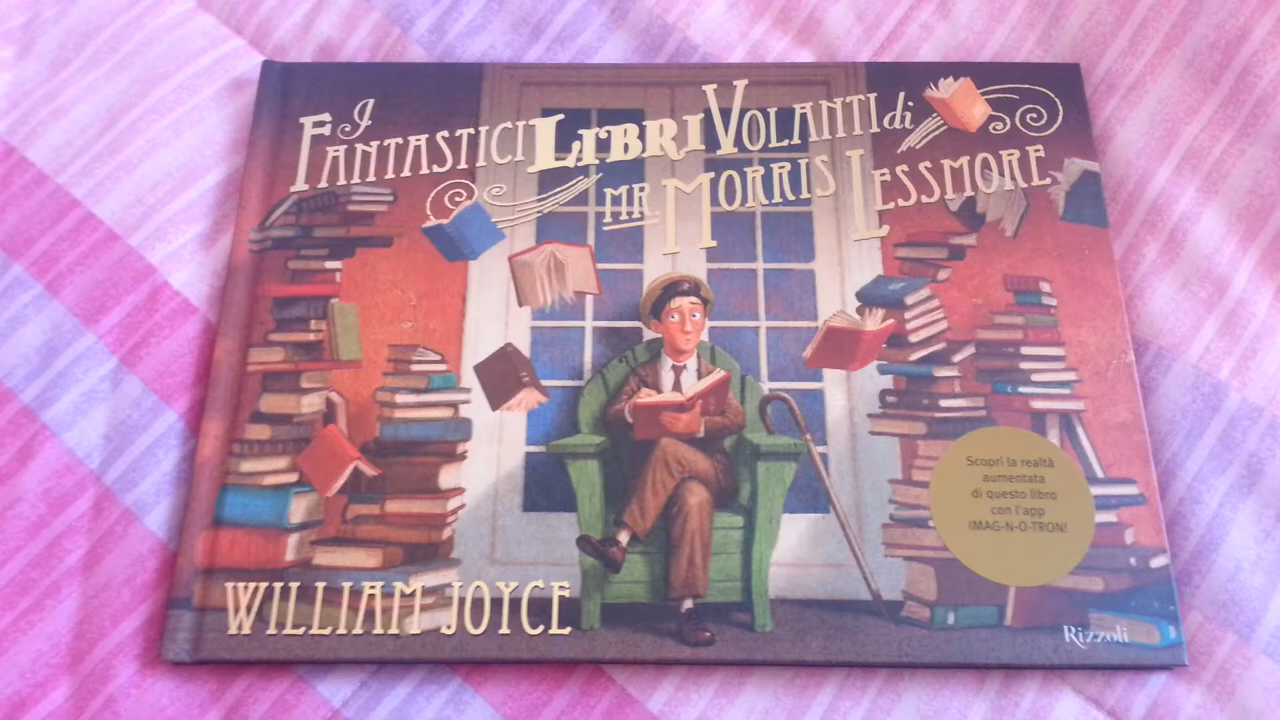 I
FANTASTICI LIBRI VOLANTI di
MR. MORRIS LESSMORE
Scopri la realtà
aumentata
di questo libro
con l'app
IMAG-N-O-TRON!
WILLIAM JOYCE
Rizzoli